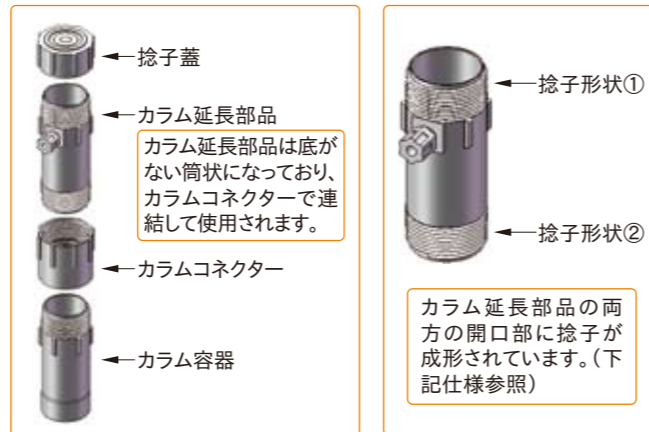 捻子蓋
カラム延長部品
カラム延長部品は底が
ない筒状になっており、
カラムコネクターで連
結して使用されます。
カラムコネクター
カラム容器
捻子形状①
捻子形状②
カラム延長部品の両
方の開口部に捻子が
成形されています。（下
記仕様参照）